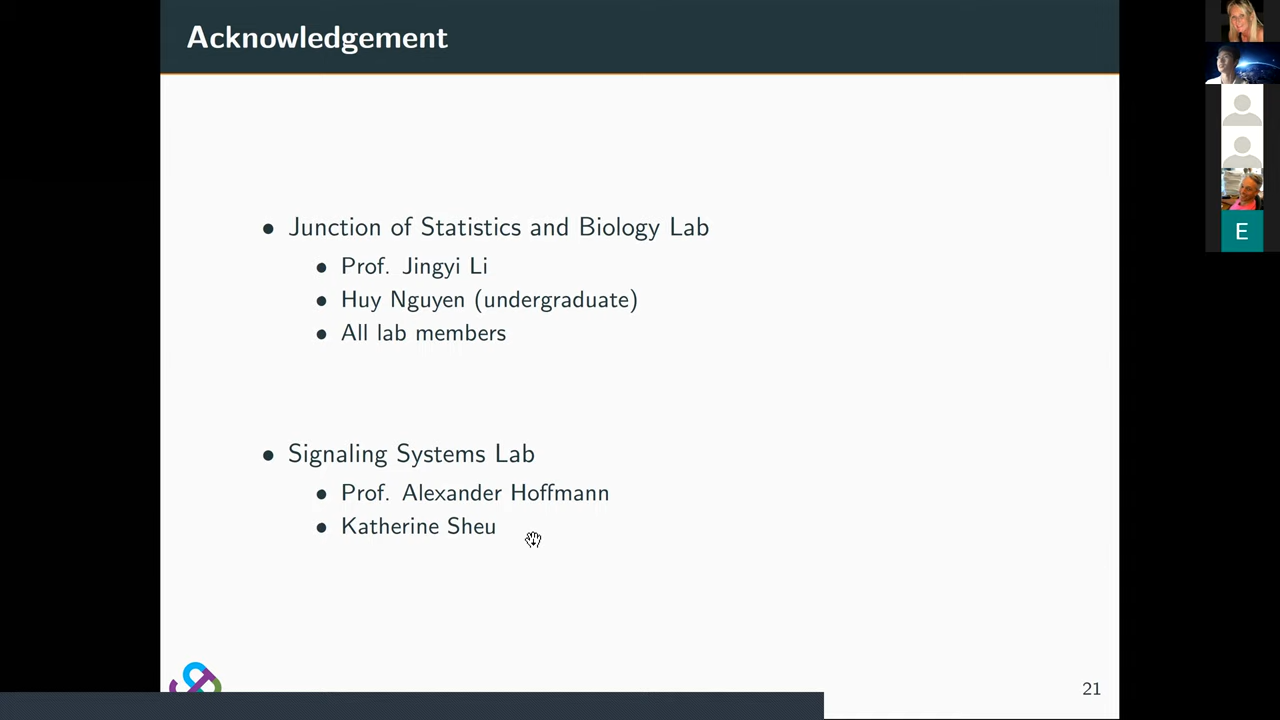 Acknowledgement
• Junction of Statistics and Biology Lab
• Prof. Jingyi Li
• Huy Nguyen (undergraduate)
• All lab members
• Signaling Systems Lab
• Prof. Alexander Hoffmann
• Katherine Sheu
21
E